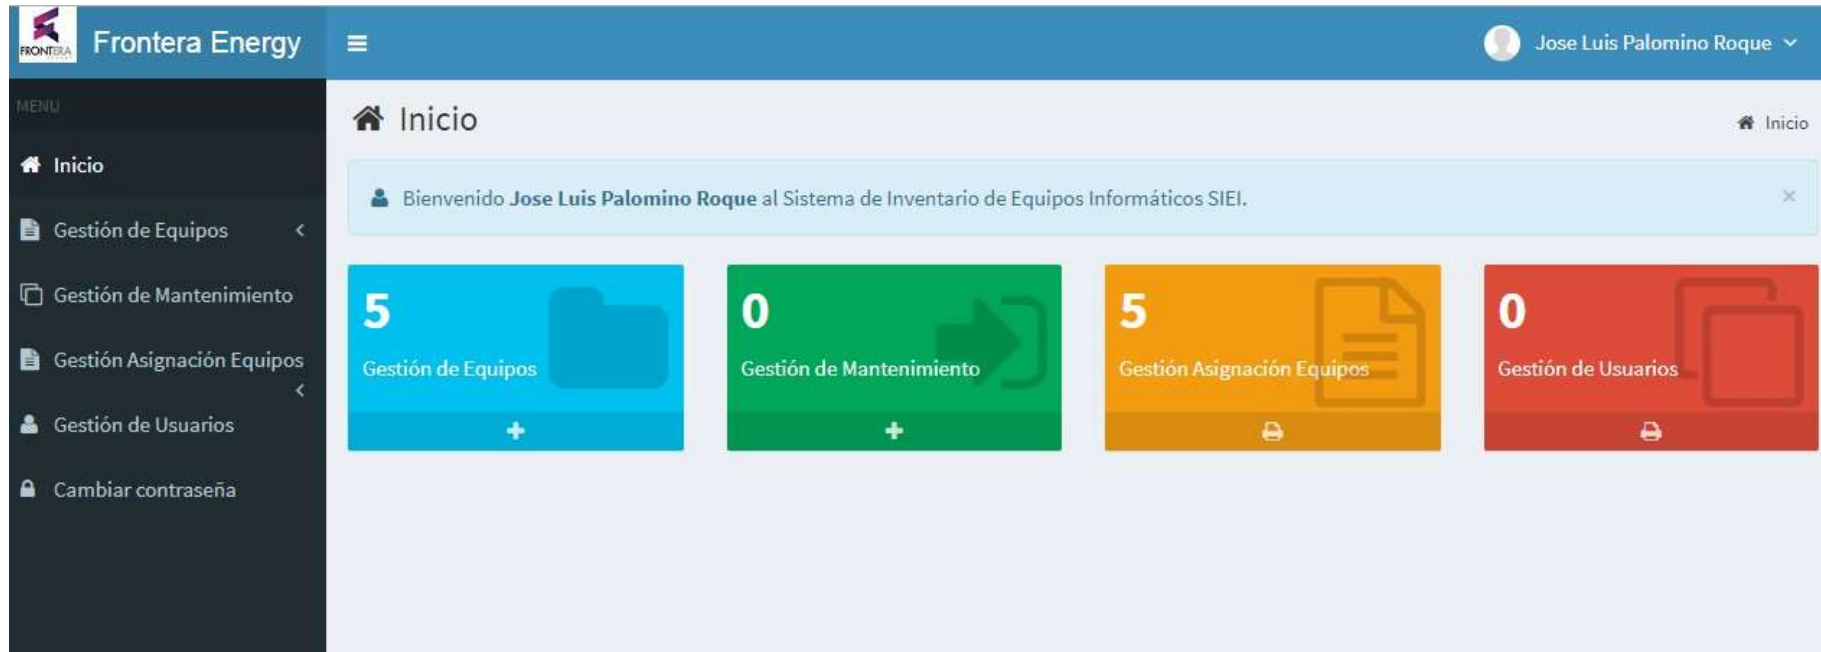 FRONTERA
Frontera Energy
Jose Luis Palomino Roque
MENU
Inicio
Gestión de Equipos
Gestión de Mantenimiento
Gestión Asignación Equipos
Gestión de Usuarios
Cambiar contraseña
Inicio
Inicio
Bienvenido Jose Luis Palomino Roque al Sistema de Inventario de Equipos Informáticos SIEI.
5
Gestión de Equipos
0
Gestión de Mantenimiento
5
Gestión Asignación Equipos
0
Gestión de Usuarios